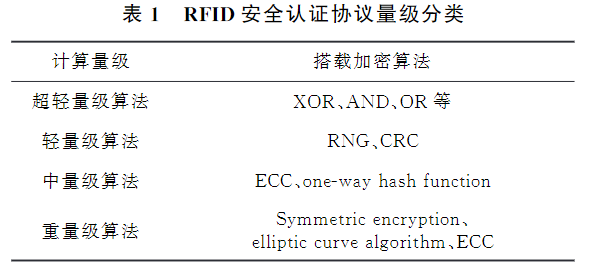 表 1 RFID 安全认证协议量级分类
计算量级 搭载加密算法
超轻量级算法 XOR、AND、OR 等
轻量级算法 RNG、CRC
中量级算法 ECC、one-way hash function
重量级算法 Symmetric encryption、
elliptic curve algorithm、ECC